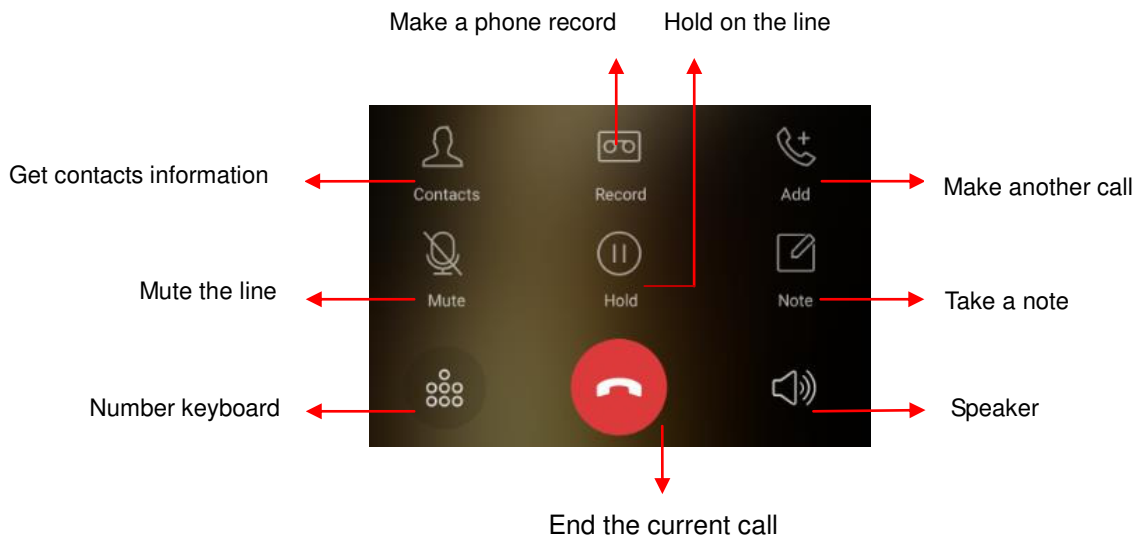 Make a phone record
Hold on the line
Get contacts information
Contacts
Record
Add
Make another call
Mute the line
Mute
Hold
Note
Take a note
Number keyboard
Speaker
End the current call